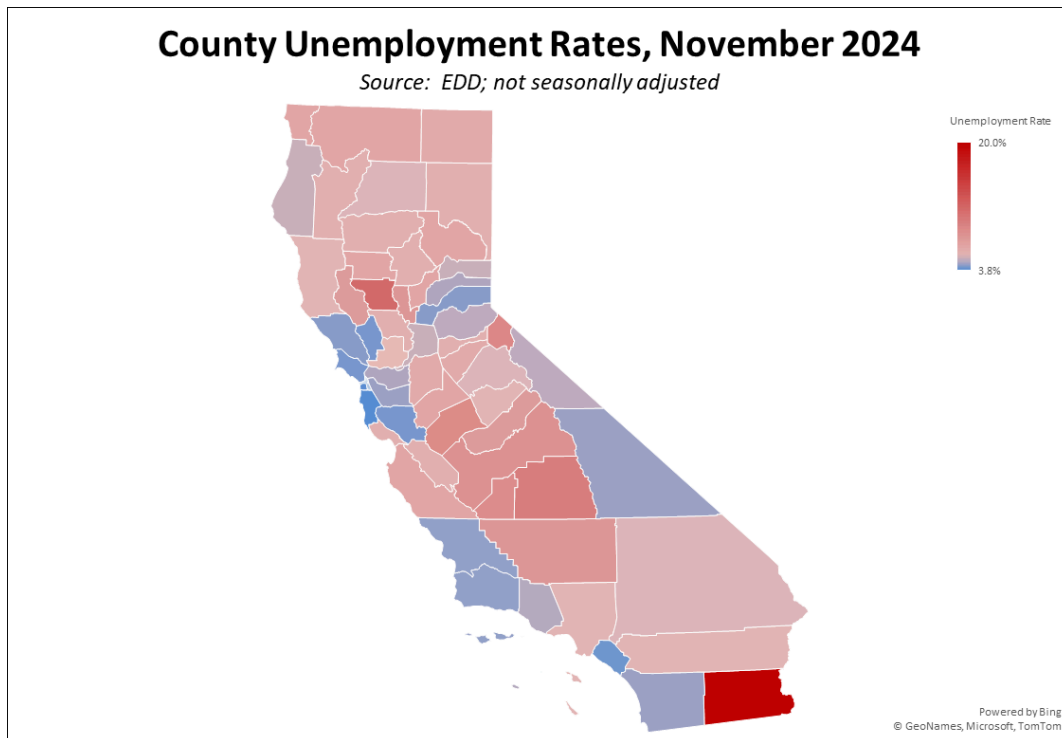 County Unemployment Rates, November 2024
Source: EDD; not seasonally adjusted
Unemployment Rate
20.0%
3.8%
Powered by Bing
© GeoNames, Microsoft, TomTom